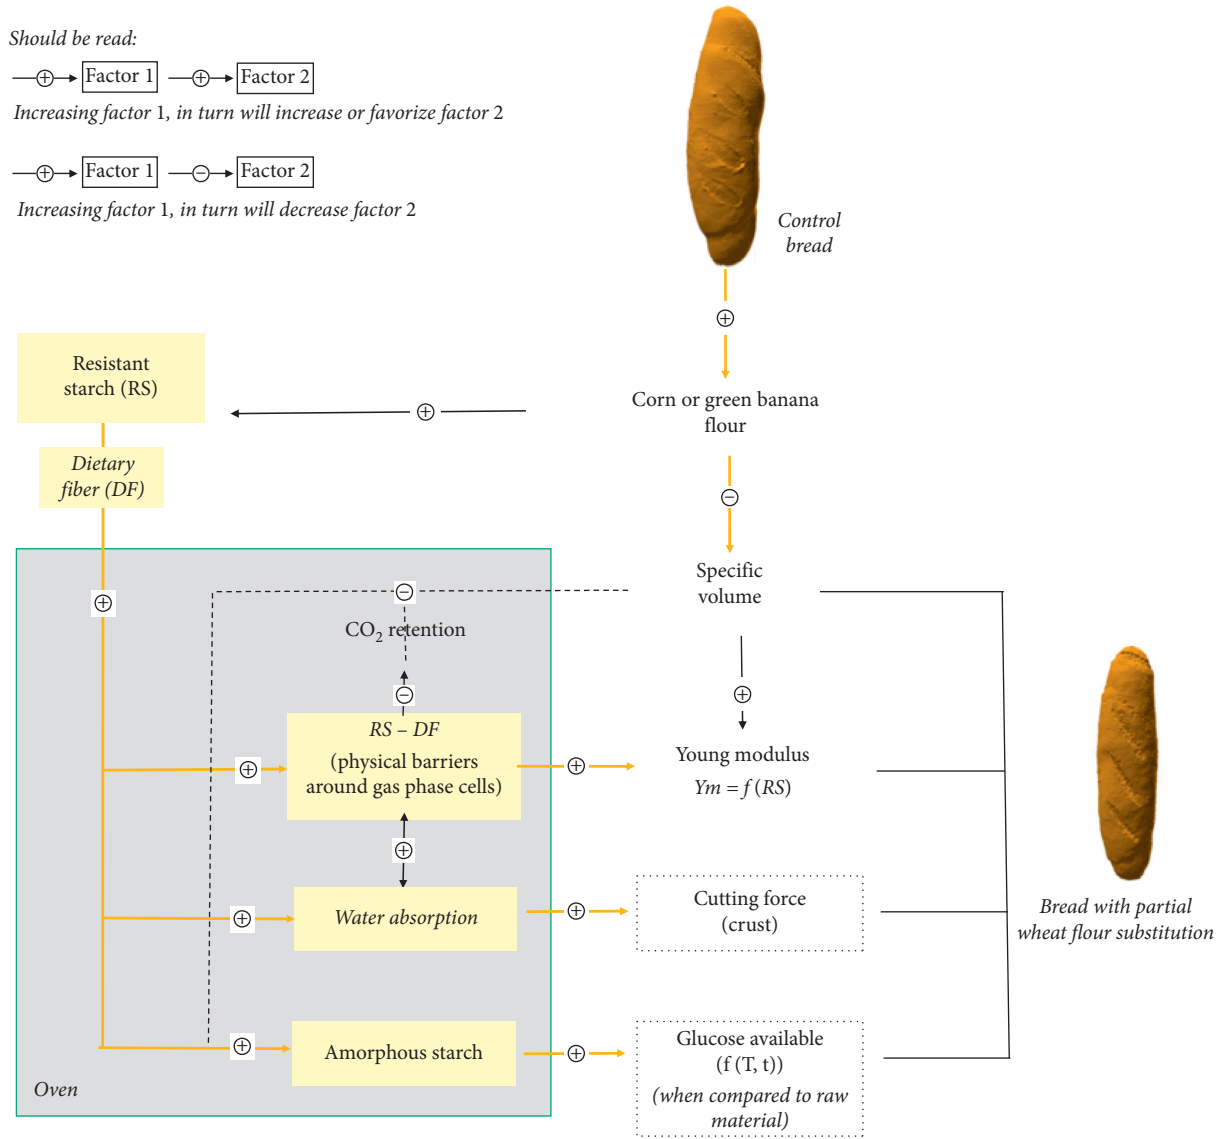 Should be read:
⊕ Factor 1 ⊕ Factor 2
Increasing factor 1, in turn will increase or favorize factor 2
⊕ Factor 1 ⊖ Factor 2
Increasing factor 1, in turn will decrease factor 2
Control
bread
⊕
Resistant
starch (RS)
⊕
Corn or green banana
flour
Dietary
fiber (DF)
⊖
Specific
volume
⊕
⊖
CO₂ retention
⊖
⊕
RS – DF
(physical barriers
around gas phase cells)
⊕
⊕
Young modulus
Ym = f (RS)
⊕
Water absorption
⊕
⊕
Cutting force
(crust)
Bread with partial
wheat flour substitution
Amorphous starch
⊕
⊕
Glucose available
(f (T, t))
(when compared to raw
material)
Oven